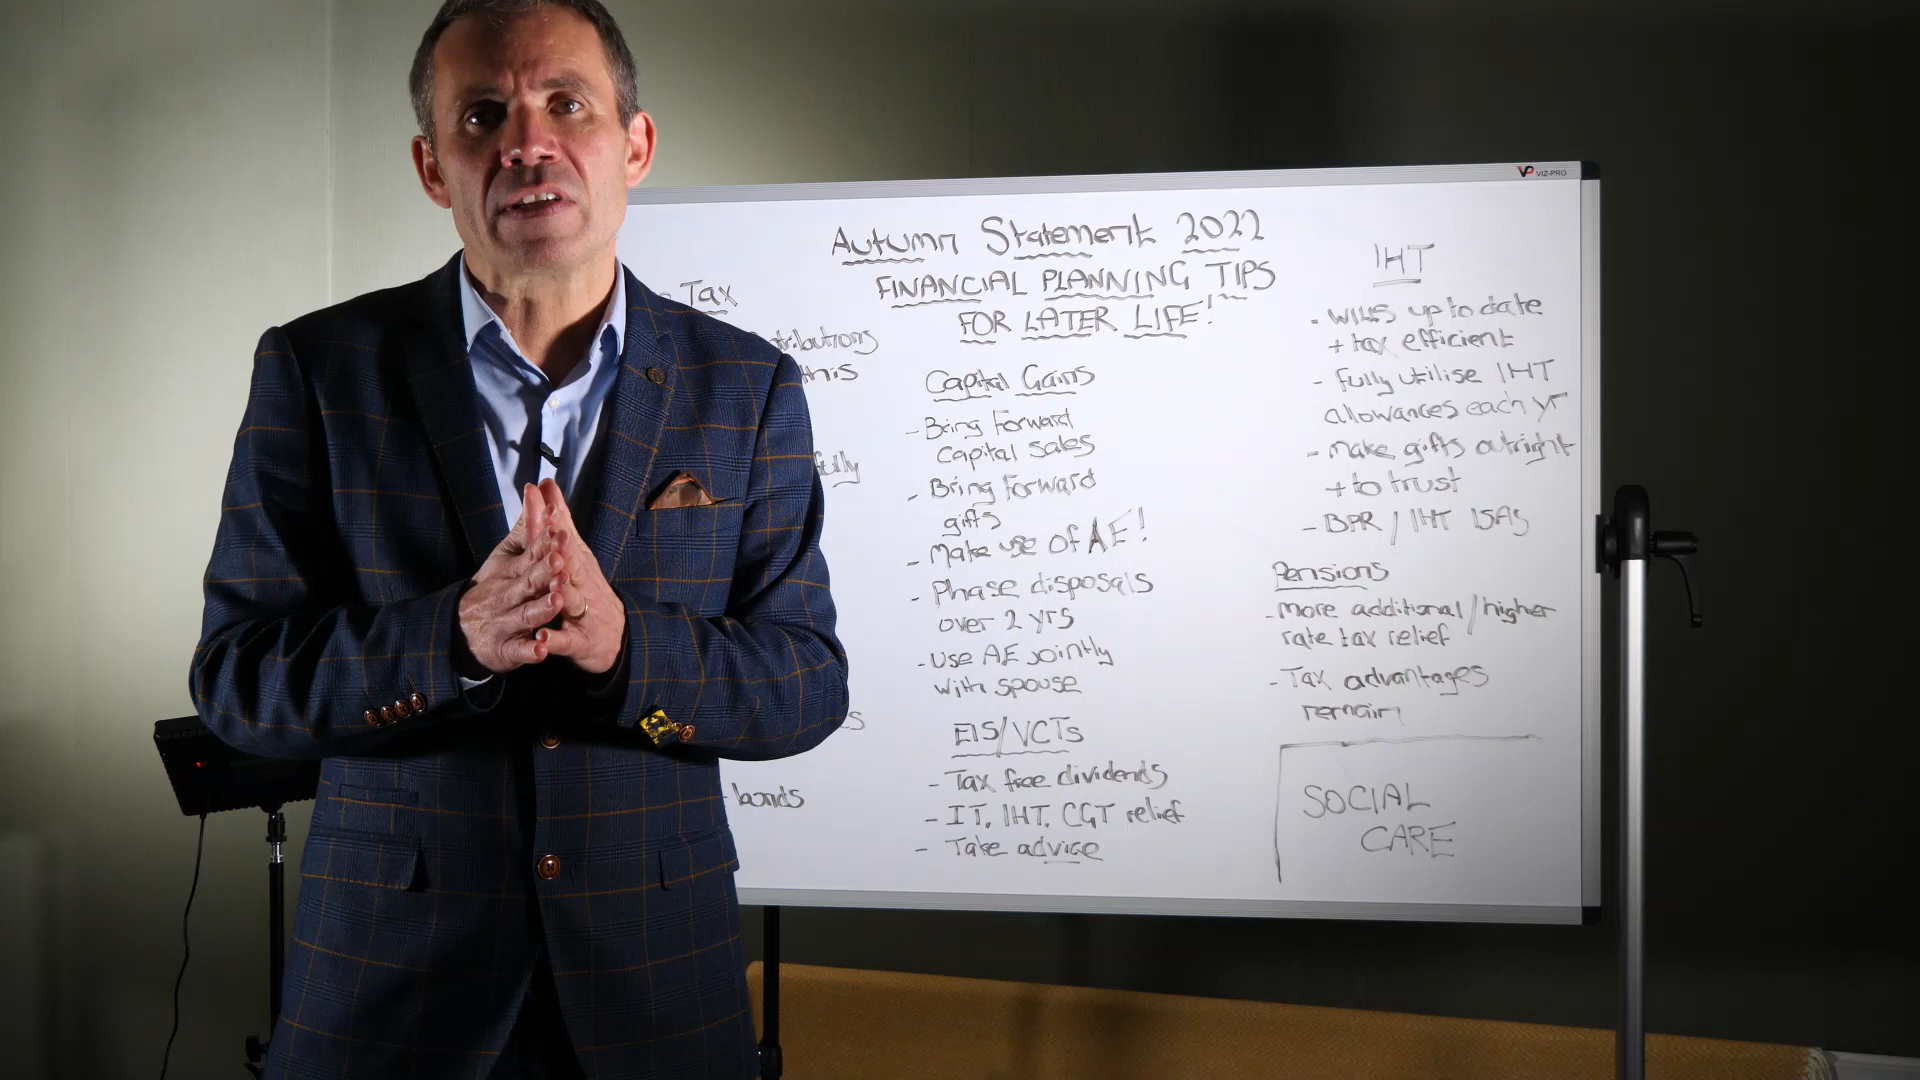 VP VIZ-PRO
Autumn Statement 2022
FINANCIAL PLANNING TIPS
FOR LATER LIFE!
Tax
this
fully
bonds
Capital Gains
- Bring Forward
Capital Sales
- Bring Forward
gifts
- Make use of AE!
- Phase disposals
over 2 yrs
- Use AE jointly
with spouse
EIS/VCTs
- Tax free dividends
- IT, IHT, CGT relief
- Take advice
IHT
- Wills up to date
+ tax efficient
- Fully utilise IHT
allowances each yr
- Make gifts outright
+ to trust
- BPR / IHT ISAs
Pensions
- More additional/higher
rate tax relief
- Tax advantages
remain
SOCIAL
CARE